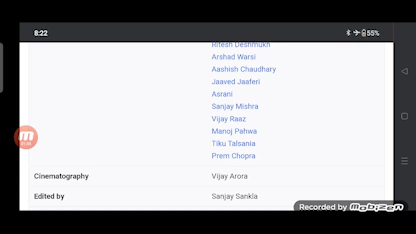 8:22
55%
Ritesh Deshmukh
Arshad Warsi
Aashish Chaudhary
Jaaved Jaaferi
Asrani
Sanjay Mishra
Vijay Raaz
Manoj Pahwa
Tiku Talsania
Prem Chopra
Cinematography Vijay Arora
Edited by Sanjay Sankla
Recorded by Mobizen